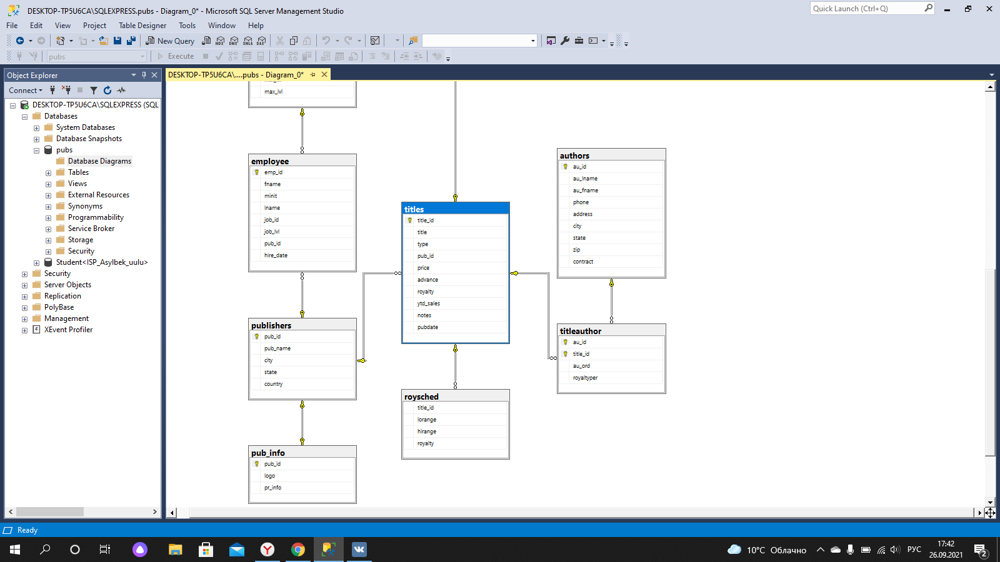 DESKTOP-TP5U6CA\SQLEXPRESS.pubs - Diagram_0* - Microsoft SQL Server Management Studio
Quick Launch (Ctrl+Q)
File Edit View Project Table Designer Tools Window Help
New Query
MDX DMX XMLA DAX
pubs
Execute
Object Explorer
DESKTOP-TP5U6CA\....pubs - Diagram_0*
Connect
DESKTOP-TP5U6CA\SQLEXPRESS (SQL
Databases
System Databases
Database Snapshots
pubs
Database Diagrams
Tables
Views
External Resources
Synonyms
Programmability
Service Broker
Storage
Security
Student<ISP_Asylbek_uulu>
Security
Server Objects
Replication
PolyBase
Management
XEvent Profiler
max_lvl
employee
emp_id
fname
minit
lname
job_id
job_lvl
pub_id
hire_date
publishers
pub_id
pub_name
city
state
country
pub_info
pub_id
logo
pr_info
titles
title_id
title
type
pub_id
price
advance
royalty
ytd_sales
notes
pubdate
roysched
title_id
lorange
hirange
royalty
authors
au_id
au_lname
au_fname
phone
address
city
state
zip
contract
titleauthor
au_id
title_id
au_ord
royaltyper
Ready
10°C Облачно
РУС
17:42
26.09.2021
2